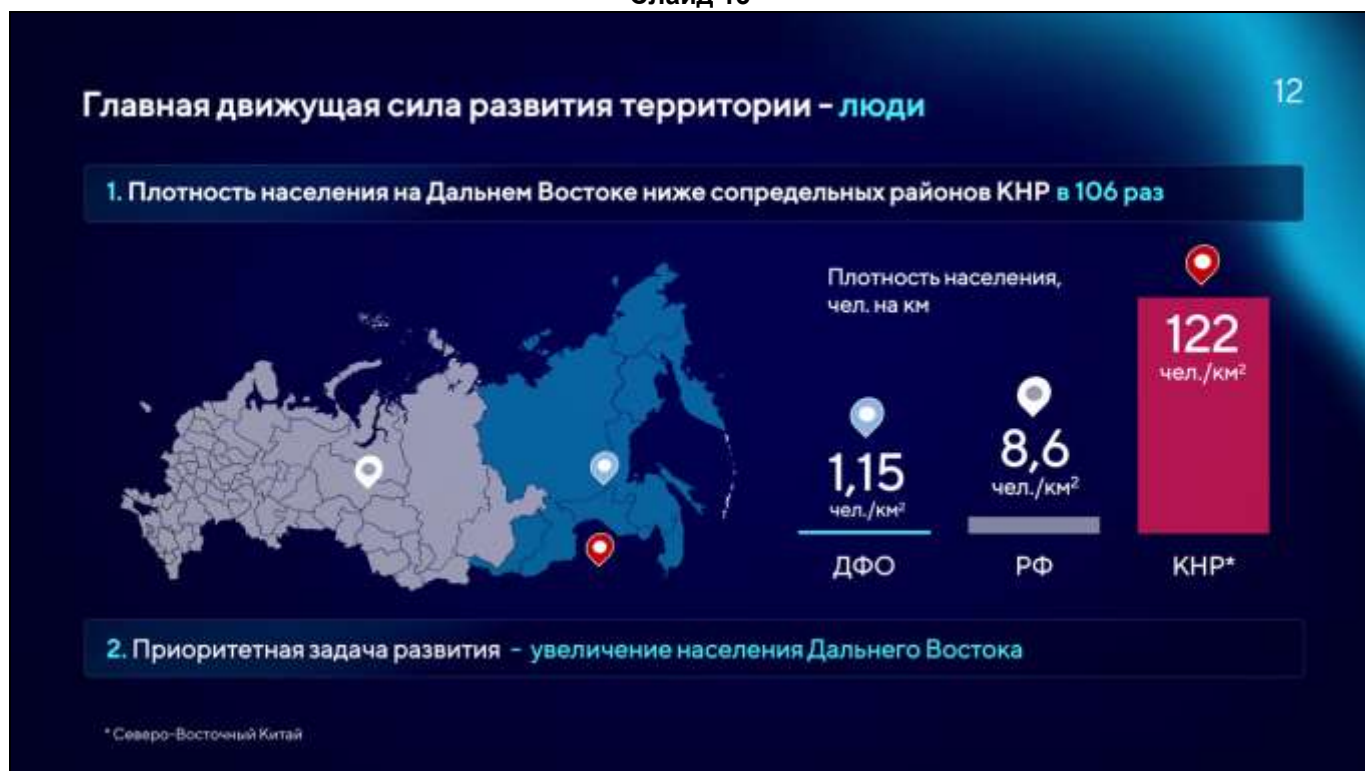 12
Главная движущая сила развития территории – люди
1. Плотность населения на Дальнем Востоке ниже сопредельных районов КНР в 106 раз
Плотность населения,
чел. на км
1,15
чел./км²
ДФО
8,6
чел./км²
РФ
122
чел./км²
КНР*
2. Приоритетная задача развития – увеличение населения Дальнего Востока
* Северо-Восточный Китай